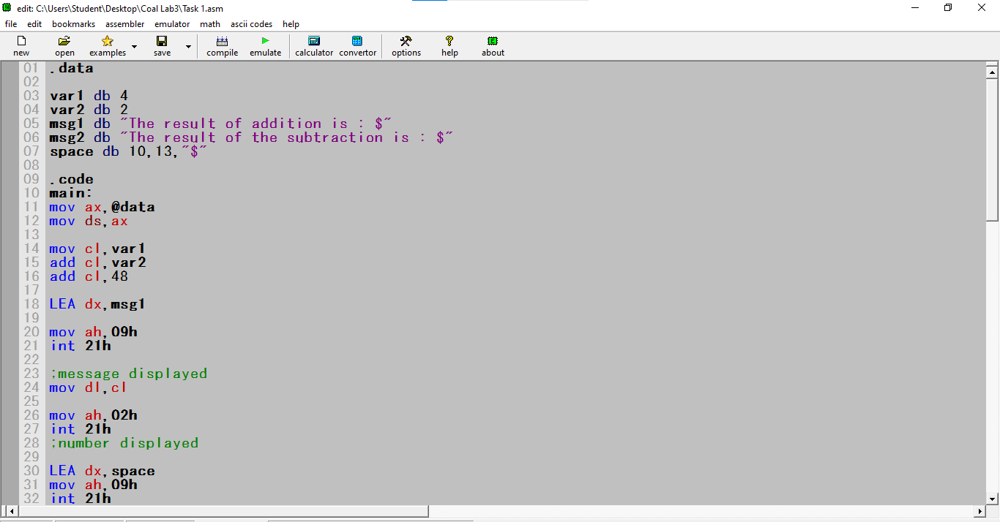 edit: C:\Users\Student\Desktop\Coal Lab3\Task 1.asm
file edit bookmarks assembler emulator math ascii codes help
new open examples save compile emulate calculator convertor options help about
01 .data
02
03 var1 db 4
04 var2 db 2
05 msg1 db "The result of addition is : $"
06 msg2 db "The result of the subtraction is : $"
07 space db 10,13,"$"
08
09 .code
10 main:
11 mov ax,@data
12 mov ds,ax
13
14 mov cl,var1
15 add cl,var2
16 add cl,48
17
18 LEA dx,msg1
19
20 mov ah,09h
21 int 21h
22
23 ;message displayed
24 mov dl,cl
25
26 mov ah,02h
27 int 21h
28 ;number displayed
29
30 LEA dx,space
31 mov ah,09h
32 int 21h